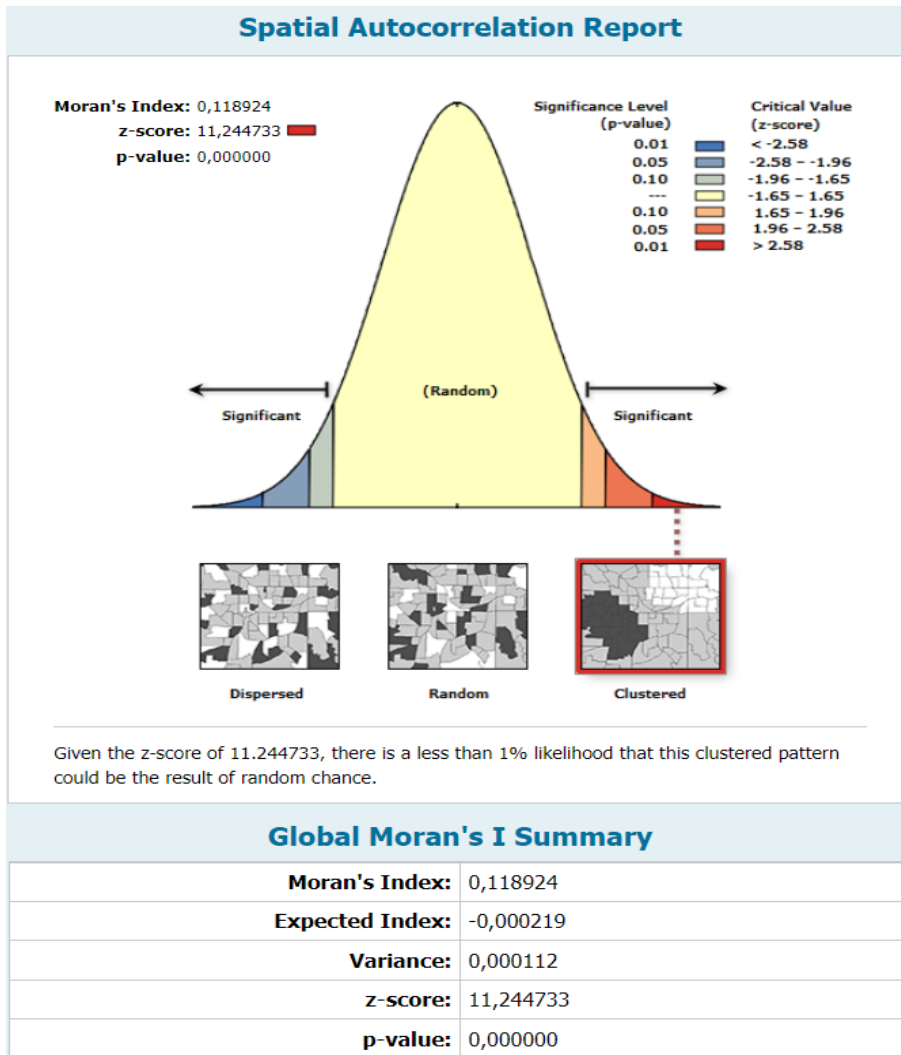 Spatial Autocorrelation Report
Moran's Index: 0,118924
z-score: 11,244733
p-value: 0,000000
Significance Level
(p-value)
Critical Value
(z-score)
0.01 < -2.58
0.05 -2.58 – -1.96
0.10 -1.96 – -1.65
--- -1.65 – 1.65
0.10 1.65 – 1.96
0.05 1.96 – 2.58
0.01 > 2.58
(Random)
Significant
Significant
Dispersed
Random
Clustered
Given the z-score of 11.244733, there is a less than 1% likelihood that this clustered pattern
could be the result of random chance.
Global Moran's I Summary
Moran's Index: 0,118924
Expected Index: -0,000219
Variance: 0,000112
z-score: 11,244733
p-value: 0,000000